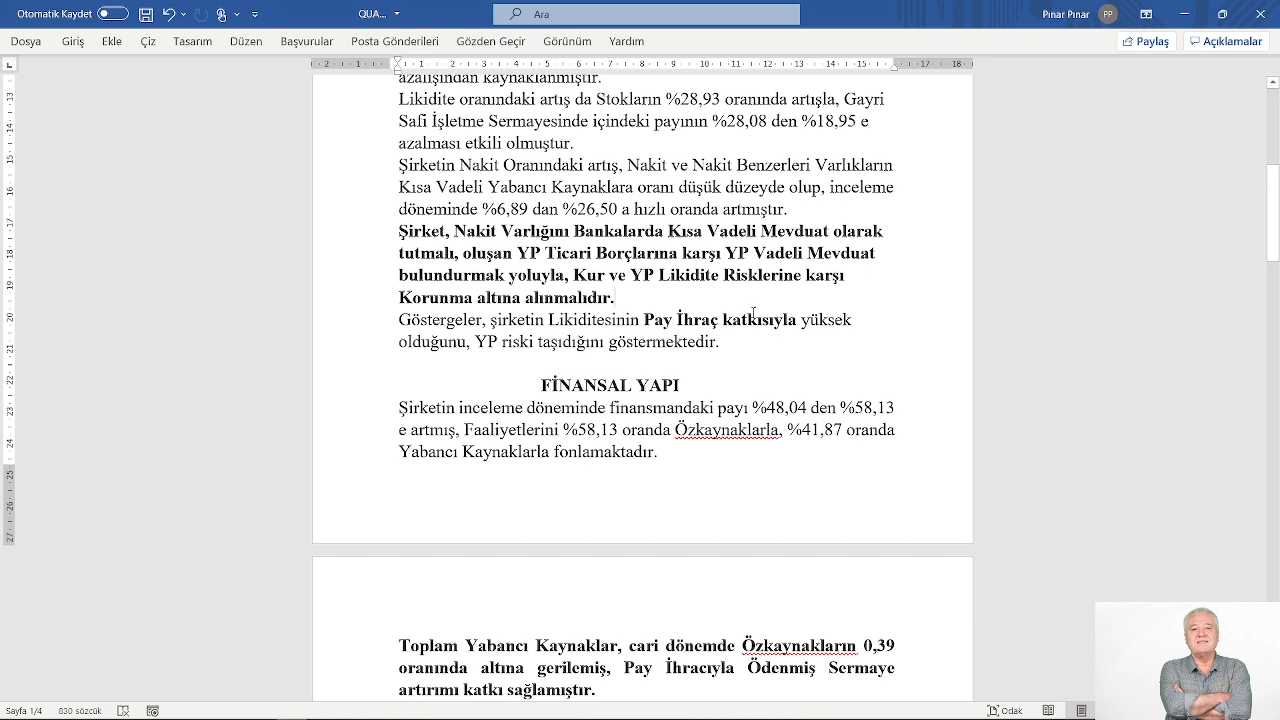 Otomatik Kaydet
QU...
Ara
Pınar Pınar
PP
Dosya Giriş Ekle Çiz Tasarım Düzen Başvurular Posta Gönderileri Gözden Geçir Görünüm Yardım
Paylaş
Açıklamalar
azalışından kaynaklanmıştır.
Likidite oranındaki artış da Stokların %28,93 oranında artışla, Gayri
Safi İşletme Sermayesinde içindeki payının %28,08 den %18,95 e
azalması etkili olmuştur.
Şirketin Nakit Oranındaki artış, Nakit ve Nakit Benzerleri Varlıkların
Kısa Vadeli Yabancı Kaynaklara oranı düşük düzeyde olup, inceleme
döneminde %6,89 dan %26,50 a hızlı oranda artmıştır.
Şirket, Nakit Varlığını Bankalarda Kısa Vadeli Mevduat olarak
tutmalı, oluşan YP Ticari Borçlarına karşı YP Vadeli Mevduat
bulundurmak yoluyla, Kur ve YP Likidite Risklerine karşı
Korunma altına alınmalıdır.
Göstergeler, şirketin Likiditesinin Pay İhraç katkısıyla yüksek
olduğunu, YP riski taşıdığını göstermektedir.
FİNANSAL YAPI
Şirketin inceleme döneminde finansmandaki payı %48,04 den %58,13
e artmış, Faaliyetlerini %58,13 oranda Özkaynaklarla, %41,87 oranda
Yabancı Kaynaklarla fonlamaktadır.
Toplam Yabancı Kaynaklar, cari dönemde Özkaynakların 0,39
oranında altına gerilemiş, Pay İhracıyla Ödenmiş Sermaye
artırımı katkı sağlamıştır.
Sayfa 1/4
830 sözcük
Odak